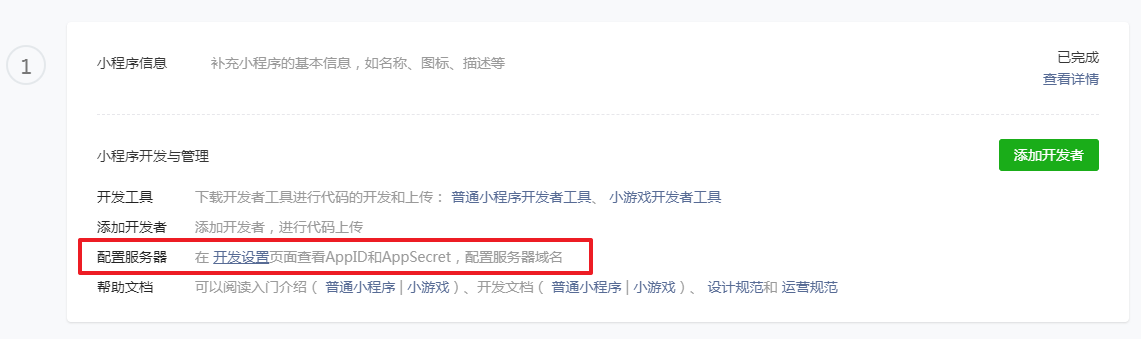 1
小程序信息 补充小程序的基本信息，如名称、图标、描述等 已完成
查看详情
小程序开发与管理 添加开发者
开发工具 下载开发者工具进行代码的开发和上传： 普通小程序开发者工具、 小游戏开发者工具
添加开发者 添加开发者，进行代码上传
配置服务器 在 开发设置页面查看AppID和AppSecret，配置服务器域名
帮助文档 可以阅读入门介绍（ 普通小程序 | 小游戏 ）、开发文档（ 普通小程序 | 小游戏 ）、 设计规范和 运营规范